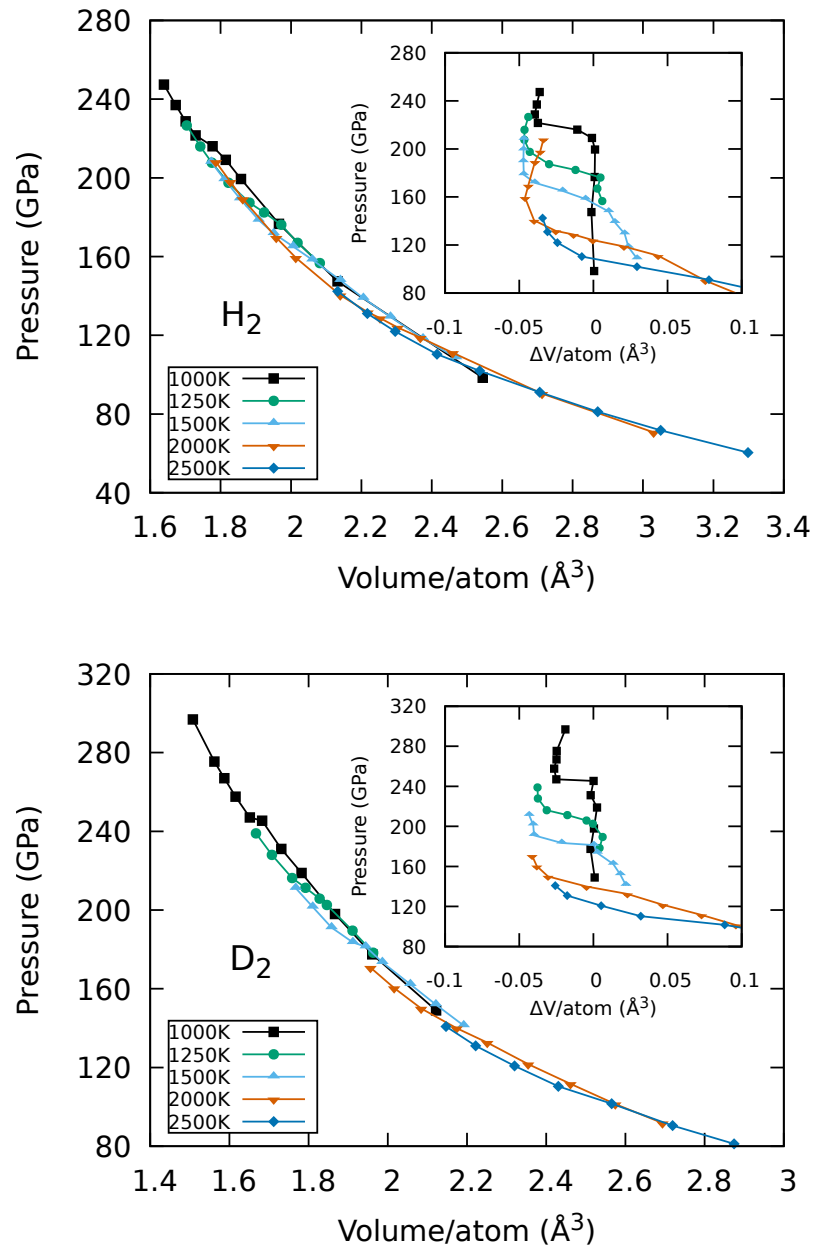 280
240
200
160
120
80
40
Pressure (GPa)
1.6 1.8 2 2.2 2.4 2.6 2.8 3 3.2 3.4
Volume/atom (Å³)
H₂
1000K
1250K
1500K
2000K
2500K
280
240
200
160
120
80
Pressure (GPa)
-0.1 -0.05 0 0.05 0.1
ΔV/atom (Å³)
320
280
240
200
160
120
80
Pressure (GPa)
1.4 1.6 1.8 2 2.2 2.4 2.6 2.8 3
Volume/atom (Å³)
D₂
1000K
1250K
1500K
2000K
2500K
320
280
240
200
160
120
80
Pressure (GPa)
-0.1 -0.05 0 0.05 0.1
ΔV/atom (Å³)